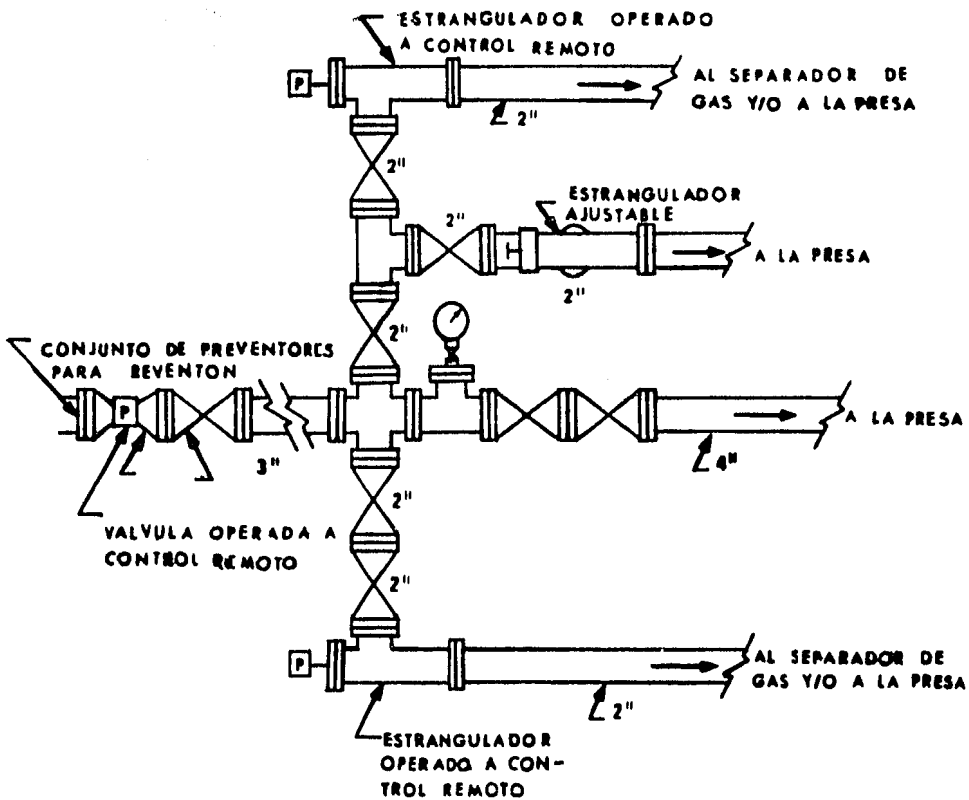 ESTRANGULADOR OPERADO
A CONTROL REMOTO
P
AL SEPARADOR DE
GAS Y/O A LA PRESA
2"
2"
ESTRANGULADOR
AJUSTABLE
2"
A LA PRESA
2"
2"
CONJUNTO DE PREVENTORES
PARA REVENTON
P
A LA PRESA
3"
4"
2"
VALVULA OPERADA A
CONTROL REMOTO
2"
P
AL SEPARADOR DE
GAS Y/O A LA PRESA
2"
ESTRANGULADOR
OPERADO A CON-
TROL REMOTO